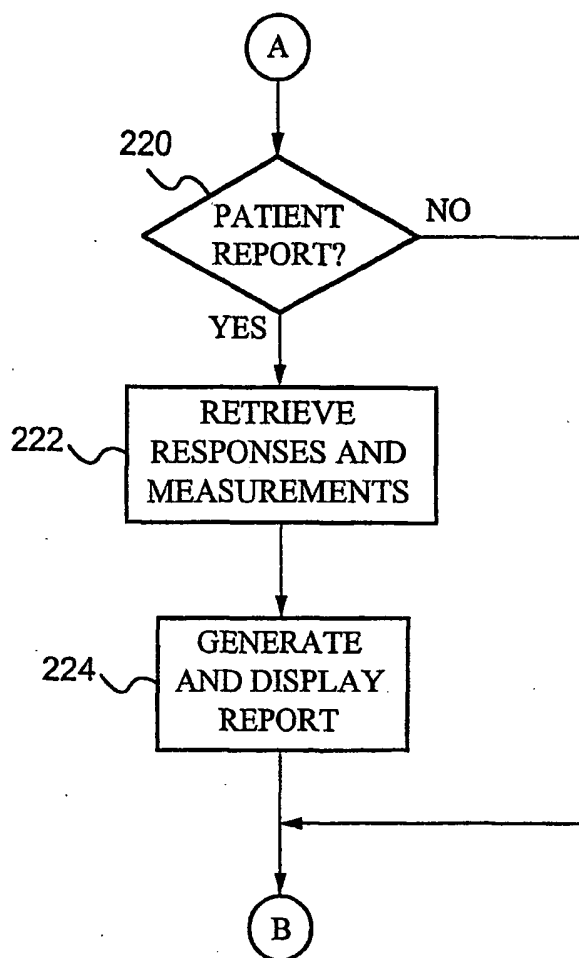 A
220
PATIENT
REPORT?
NO
YES
222
RETRIEVE
RESPONSES AND
MEASUREMENTS
224
GENERATE
AND DISPLAY
REPORT
B